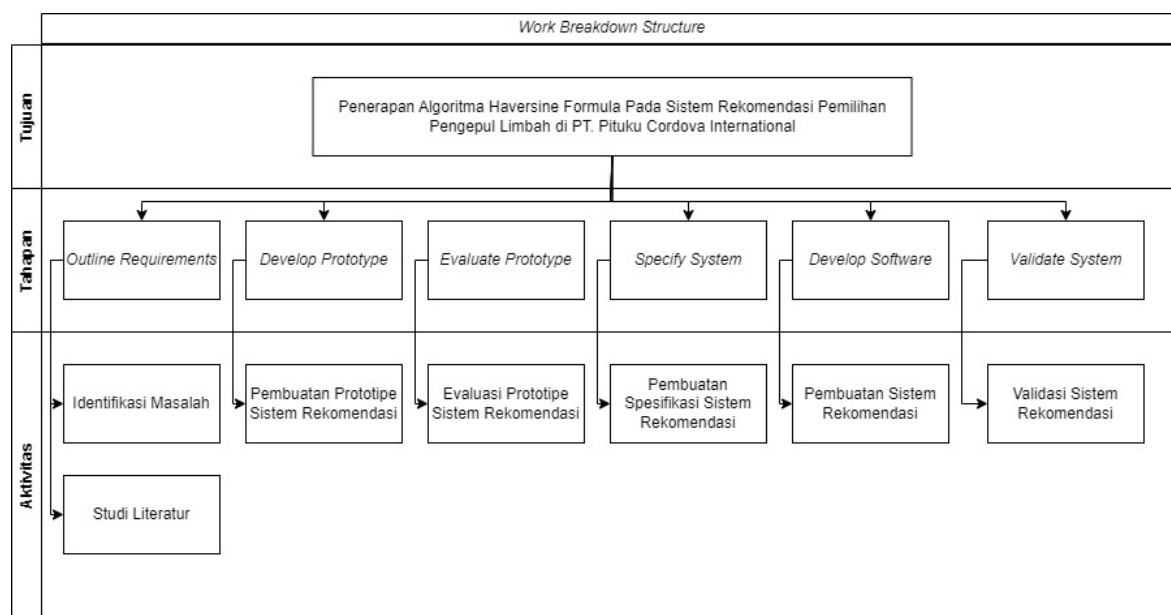 Work Breakdown Structure
Tujuan
Penerapan Algoritma Haversine Formula Pada Sistem Rekomendasi Pemilihan
Pengepul Limbah di PT. Pituku Cordova International
Tahapan
Outline Requirements
Develop Prototype
Evaluate Prototype
Specify System
Develop Software
Validate System
Aktivitas
Identifikasi Masalah
Pembuatan Prototipe
Sistem Rekomendasi
Evaluasi Prototipe
Sistem Rekomendasi
Pembuatan
Spesifikasi Sistem
Rekomendasi
Pembuatan Sistem
Rekomendasi
Validasi Sistem
Rekomendasi
Studi Literatur